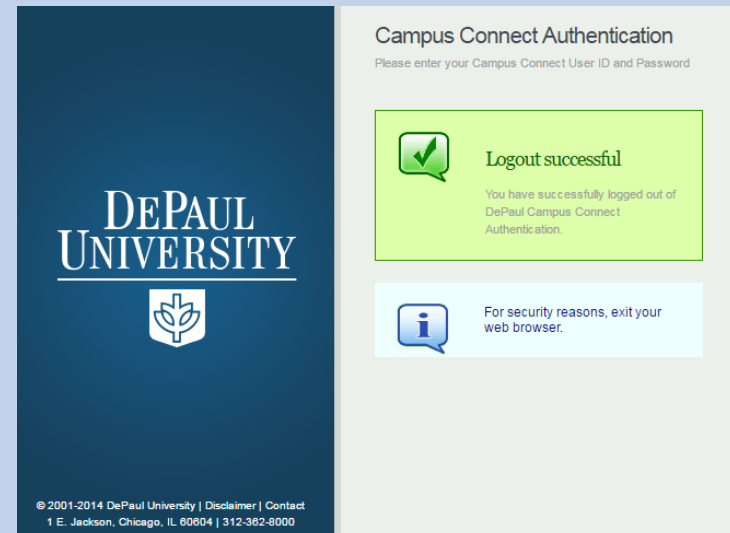 DEPAUL
UNIVERSITY
© 2001-2014 DePaul University | Disclaimer | Contact
1 E. Jackson, Chicago, IL 60604 | 312-362-8000
Campus Connect Authentication
Please enter your Campus Connect User ID and Password
Logout successful
You have successfully logged out of
DePaul Campus Connect
Authentication.
For security reasons, exit your
web browser.